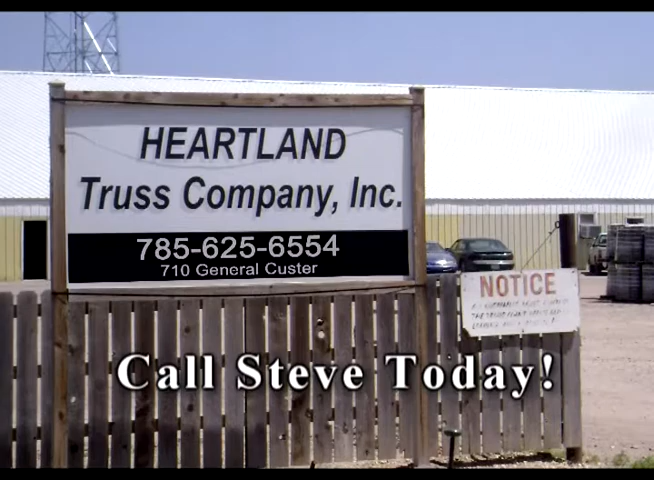 HEARTLAND
Truss Company, Inc.
785-625-6554
710 General Custer
NOTICE
Call Steve Today!